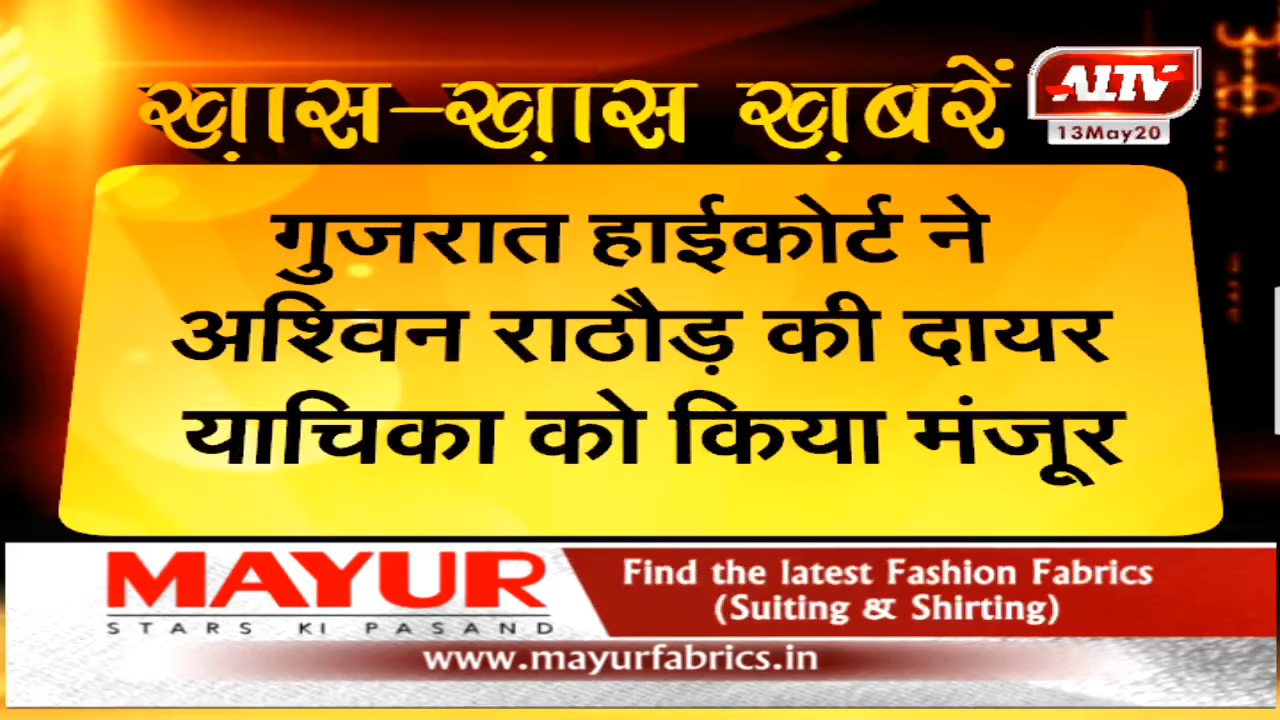 ख़ास-ख़ास ख़बरें
ALTV
13May20
गुजरात हाईकोर्ट ने
अश्विन राठौड़ की दायर
याचिका को किया मंजूर
MAYUR
STARS KI PASAND
Find the latest Fashion Fabrics
(Suiting & Shirting)
www.mayurfabrics.in